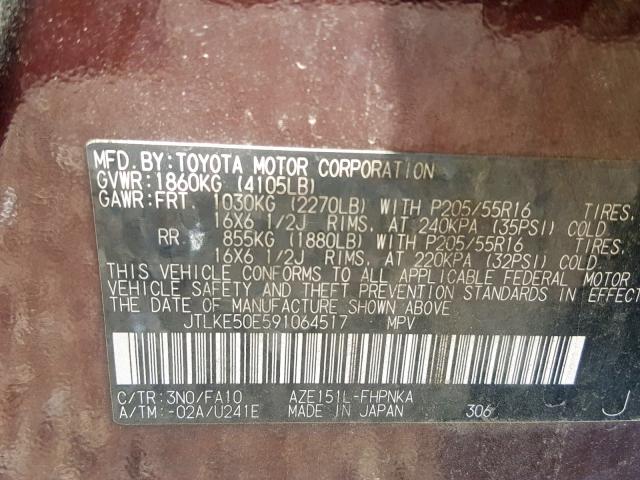 MFD. BY: TOYOTA MOTOR CORPORATION
GVWR: 1860KG (4105LB)
GAWR: FRT. 1030KG (2270LB) WITH P205/55R16 TIRES,
16X6 1/2J RIMS, AT 240KPA (35PSI) COLD
RR. 855KG (1880LB) WITH P205/55R16 TIRES,
16X6 1/2J RIMS, AT 220KPA (32PSI) COLD.
THIS VEHICLE CONFORMS TO ALL APPLICABLE FEDERAL MOTOR
VEHICLE SAFETY AND THEFT PREVENTION STANDARDS IN EFFECT
THE DATE OF MANUFACTURE SHOWN ABOVE.
JTLKE50E591064517 MPV
C/TR: 3N0/FA10 AZE151L-FHPNKA
A/TM: -02A/U241E MADE IN JAPAN 306